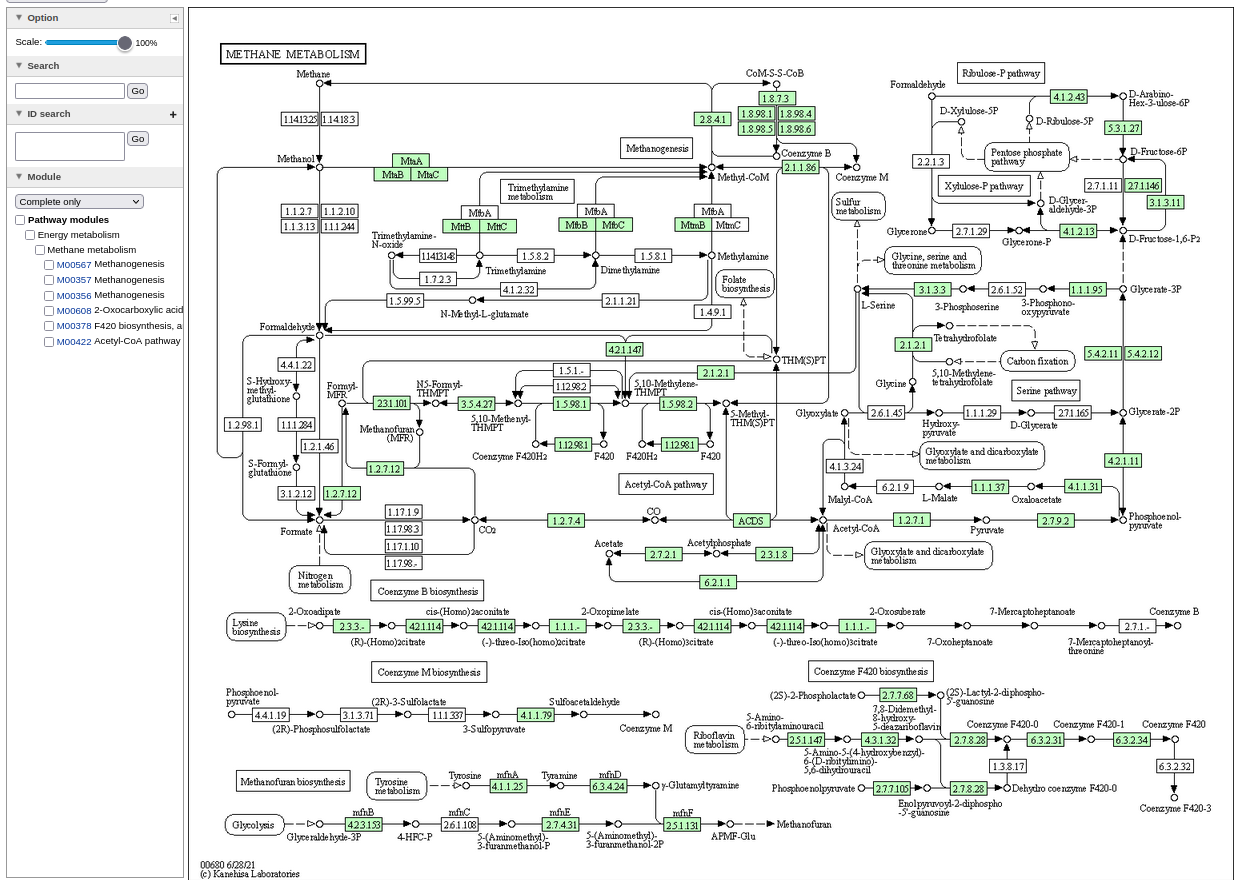 Option
Scale:
100%
Search
Go
ID search
+
Go
Module
Complete only
Pathway modules
Energy metabolism
Methane metabolism
M00567 Methanogenesis
M00357 Methanogenesis
M00356 Methanogenesis
M00608 2-Oxocarboxylic acid
M00378 F420 biosynthesis, a
M00422 Acetyl-CoA pathway
METHANE METABOLISM
Methane
CoM-S-S-CoB
Ribulose-P pathway
Formaldehyde
4.1.2.43
D-Arabino-
Hex-3-ulose-6P
1.8.7.3
1.14.13.25 1.14.18.3
2.8.4.1
1.8.98.1 1.8.98.4
1.8.98.5 1.8.98.6
D-Xylulose-5P
D-Ribulose-5P
5.3.1.27
Methanogenesis
Coenzyme B
Pentose phosphate
pathway
D-Fructose-6P
2.2.1.3
Methanol
MtaA
MtaB MtaC
Methyl-CoM
2.1.1.86
Coenzyme M
Xylulose-P pathway
2.7.1.11 2.7.1.146
3.1.3.11
Trimethylamine
metabolism
Sulfur
metabolism
D-Glycer-
aldehyde-3P
1.1.2.7 1.1.2.10
1.1.3.13 1.1.1.244
MfbA
MttB MttC
MfbA
MfbB MfbC
MfbA
MtmB MtmC
Glycerone
2.7.1.29
Glycerone-P
4.1.2.13
D-Fructose-1,6-P2
Trimethylamine-
N-oxide
1.14.13.148
1.5.8.2
1.5.8.1
Methylamine
Trimethylamine
Dimethylamine
1.7.2.3
4.1.2.32
Glycine, serine and
threonine metabolism
Folate
biosynthesis
1.5.99.5
2.1.1.21
N-Methyl-L-glutamate
1.4.9.1
L-Serine
3.1.3.3
2.6.1.52
1.1.1.95
Glycerate-3P
3-Phosphoserine
3-Phosphono-
oxypyruvate
Formaldehyde
4.2.1.147
THM(S)PT
2.1.2.1
Tetrahydrofolate
Carbon fixation
5.4.2.11 5.4.2.12
5,10-Methylene-
tetrahydrofolate
4.4.1.22
1.5.1.-
1.12.98.2
2.1.2.1
Glycine
Serine pathway
S-Hydroxy-
methyl-
glutathione
Formyl-
MFR
N5-Formyl-
THMPT
5,10-Methylene-
THMPT
2.3.1.101
3.5.4.27
1.5.98.1
1.5.98.2
5,10-Methenyl-
THMPT
5-Methyl-
THM(S)PT
Glyoxylate
2.6.1.45
1.1.1.29
2.7.1.165
Glycerate-2P
Hydroxy-
pyruvate
D-Glycerate
1.2.98.1
1.1.1.284
Methanofuran
(MFR)
1.2.1.46
1.12.98.1
1.12.98.1
Coenzyme F420H2
F420
F420H2
F420
Glyoxylate and dicarboxylate
metabolism
S-Formyl-
glutathione
1.2.7.12
4.1.3.24
4.2.1.11
Acetyl-CoA pathway
3.1.2.12
1.2.7.12
Malyl-CoA
6.2.1.9
L-Malate
1.1.1.37
Oxaloacetate
4.1.1.31
Formate
1.17.1.9
1.17.98.3
1.17.1.10
1.17.98.-
CO2
1.2.7.4
CO
ACDS
Acetyl-CoA
1.2.7.1
Pyruvate
2.7.9.2
Phosphoenol-
pyruvate
Acetate
2.7.2.1
Acetylphosphate
2.3.1.8
Glyoxylate and dicarboxylate
metabolism
Nitrogen
metabolism
6.2.1.1
Coenzyme B biosynthesis
2-Oxoadipate
cis-(Homo)2aconitate
2-Oxopimelate
cis-(Homo)3aconitate
2-Oxosuberate
7-Mercaptoheptanoate
Coenzyme B
Lysine
biosynthesis
2.3.3.-
4.2.1.114
4.2.1.114
1.1.1.-
2.3.3.-
4.2.1.114
4.2.1.114
1.1.1.-
2.7.1.-
(R)-(Homo)2citrate
(-)-threo-Iso(homo)2citrate
(R)-(Homo)3citrate
(-)-threo-Iso(homo)3citrate
7-Oxoheptanoate
7-Mercaptoheptanoyl-
threonine
Coenzyme M biosynthesis
Coenzyme F420 biosynthesis
Phosphoenol-
pyruvate
(2R)-3-Sulfolactate
Sulfoacetaldehyde
4.4.1.19
3.1.3.71
1.1.1.337
4.1.1.79
(2R)-Phosphosulfolactate
3-Sulfopyruvate
Coenzyme M
(2S)-2-Phospholactate
2.7.7.68
(2S)-Lactyl-2-diphospho-
5'-guanosine
7,8-Didemethyl-
8-hydroxy-
5-deazariboflavin
5-Amino-
6-ribitylaminouracil
Riboflavin
metabolism
2.5.1.147
4.3.1.32
2.7.8.28
Coenzyme F420-0
6.3.2.31
Coenzyme F420-1
6.3.2.34
Coenzyme F420
5-Amino-5-(4-hydroxybenzyl)-
6-(D-ribitylimino)-
5,6-dihydrouracil
1.3.8.17
6.3.2.32
Methanofuran biosynthesis
Tyrosine
metabolism
Tyrosine
mfnA
4.1.1.25
Tyramine
mfnD
6.3.4.24
γ-Glutamyltyramine
Phosphoenolpyruvate
2.7.7.105
2.7.8.28
Dehydro coenzyme F420-0
Enolpyruvoyl-2-diphospho
-5'-guanosine
Coenzyme F420-3
Glycolysis
mfnB
4.2.3.153
mfnC
2.6.1.108
mfnE
2.7.4.31
mfnF
2.5.1.131
Methanofuran
Glyceraldehyde-3P
4-HFC-P
5-(Aminomethyl)-
3-furanmethanol-P
5-(Aminomethyl)-
3-furanmethanol-2P
APMF-Glu
00680 6/28/21
(c) Kanehisa Laboratories